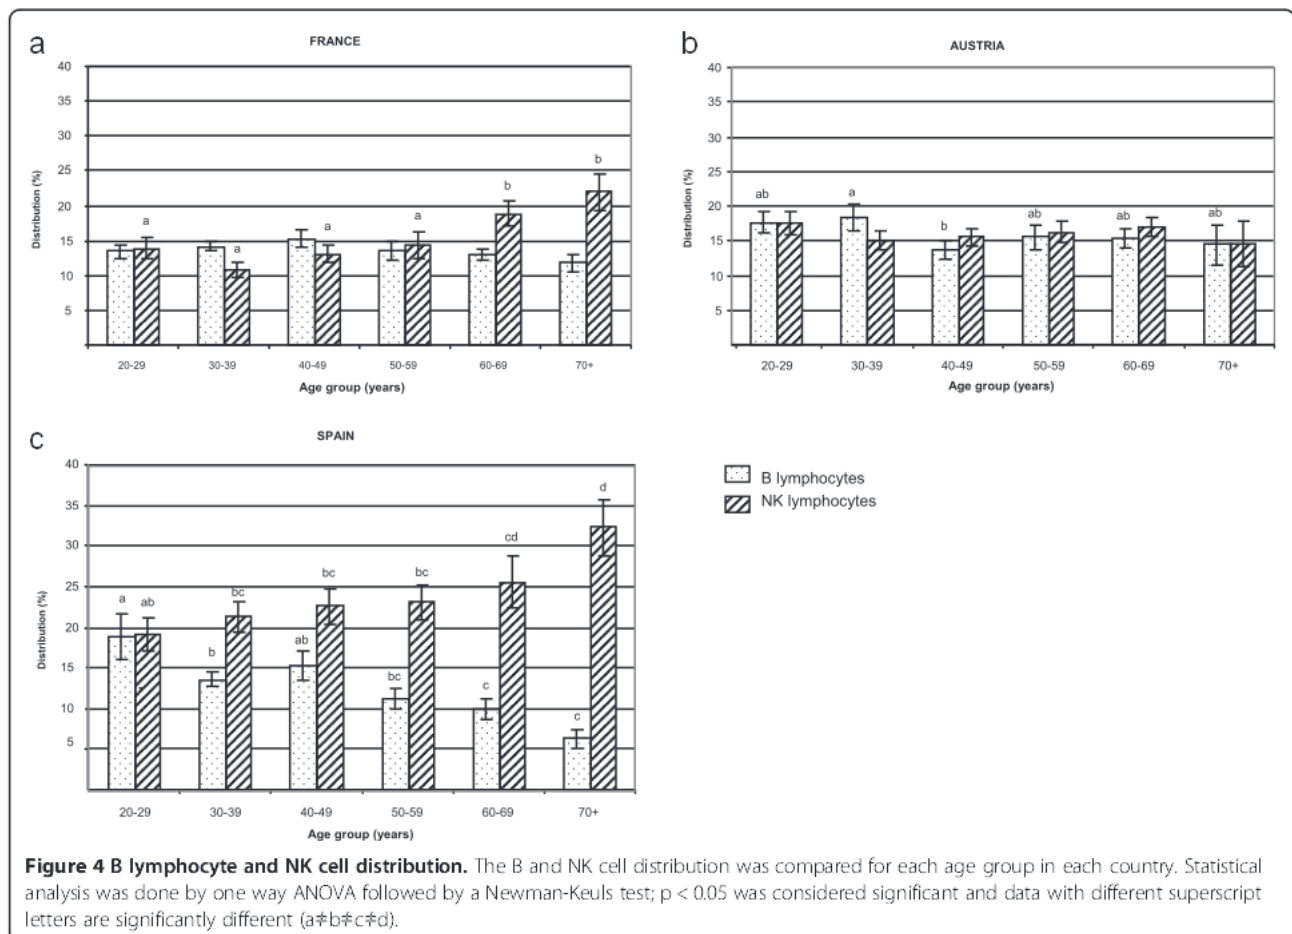 a
FRANCE
40
35
30
25
20
15
10
5
Distribution (%)
a
a
a
a
b
b
20-29 30-39 40-49 50-59 60-69 70+
Age group (years)
b
AUSTRIA
40
35
30
25
20
15
10
5
Distribution (%)
ab
a
b
ab
ab
ab
20-29 30-39 40-49 50-59 60-69 70+
Age group (years)
c
SPAIN
40
35
30
25
20
15
10
5
Distribution (%)
a ab
b bc
ab bc
bc bc
c cd
c d
20-29 30-39 40-49 50-59 60-69 70+
Age group (years)
B lymphocytes
NK lymphocytes
Figure 4 B lymphocyte and NK cell distribution. The B and NK cell distribution was compared for each age group in each country. Statistical
analysis was done by one way ANOVA followed by a Newman-Keuls test; p < 0.05 was considered significant and data with different superscript
letters are significantly different (a≠b≠c≠d).